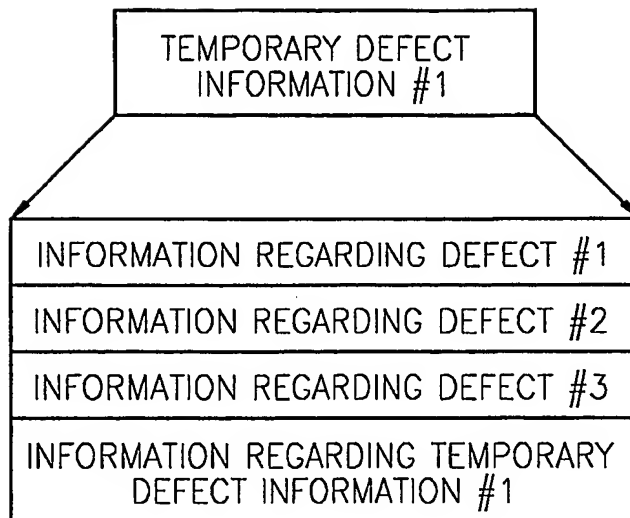 TEMPORARY DEFECT
INFORMATION #1
INFORMATION REGARDING DEFECT #1
INFORMATION REGARDING DEFECT #2
INFORMATION REGARDING DEFECT #3
INFORMATION REGARDING TEMPORARY
DEFECT INFORMATION #1